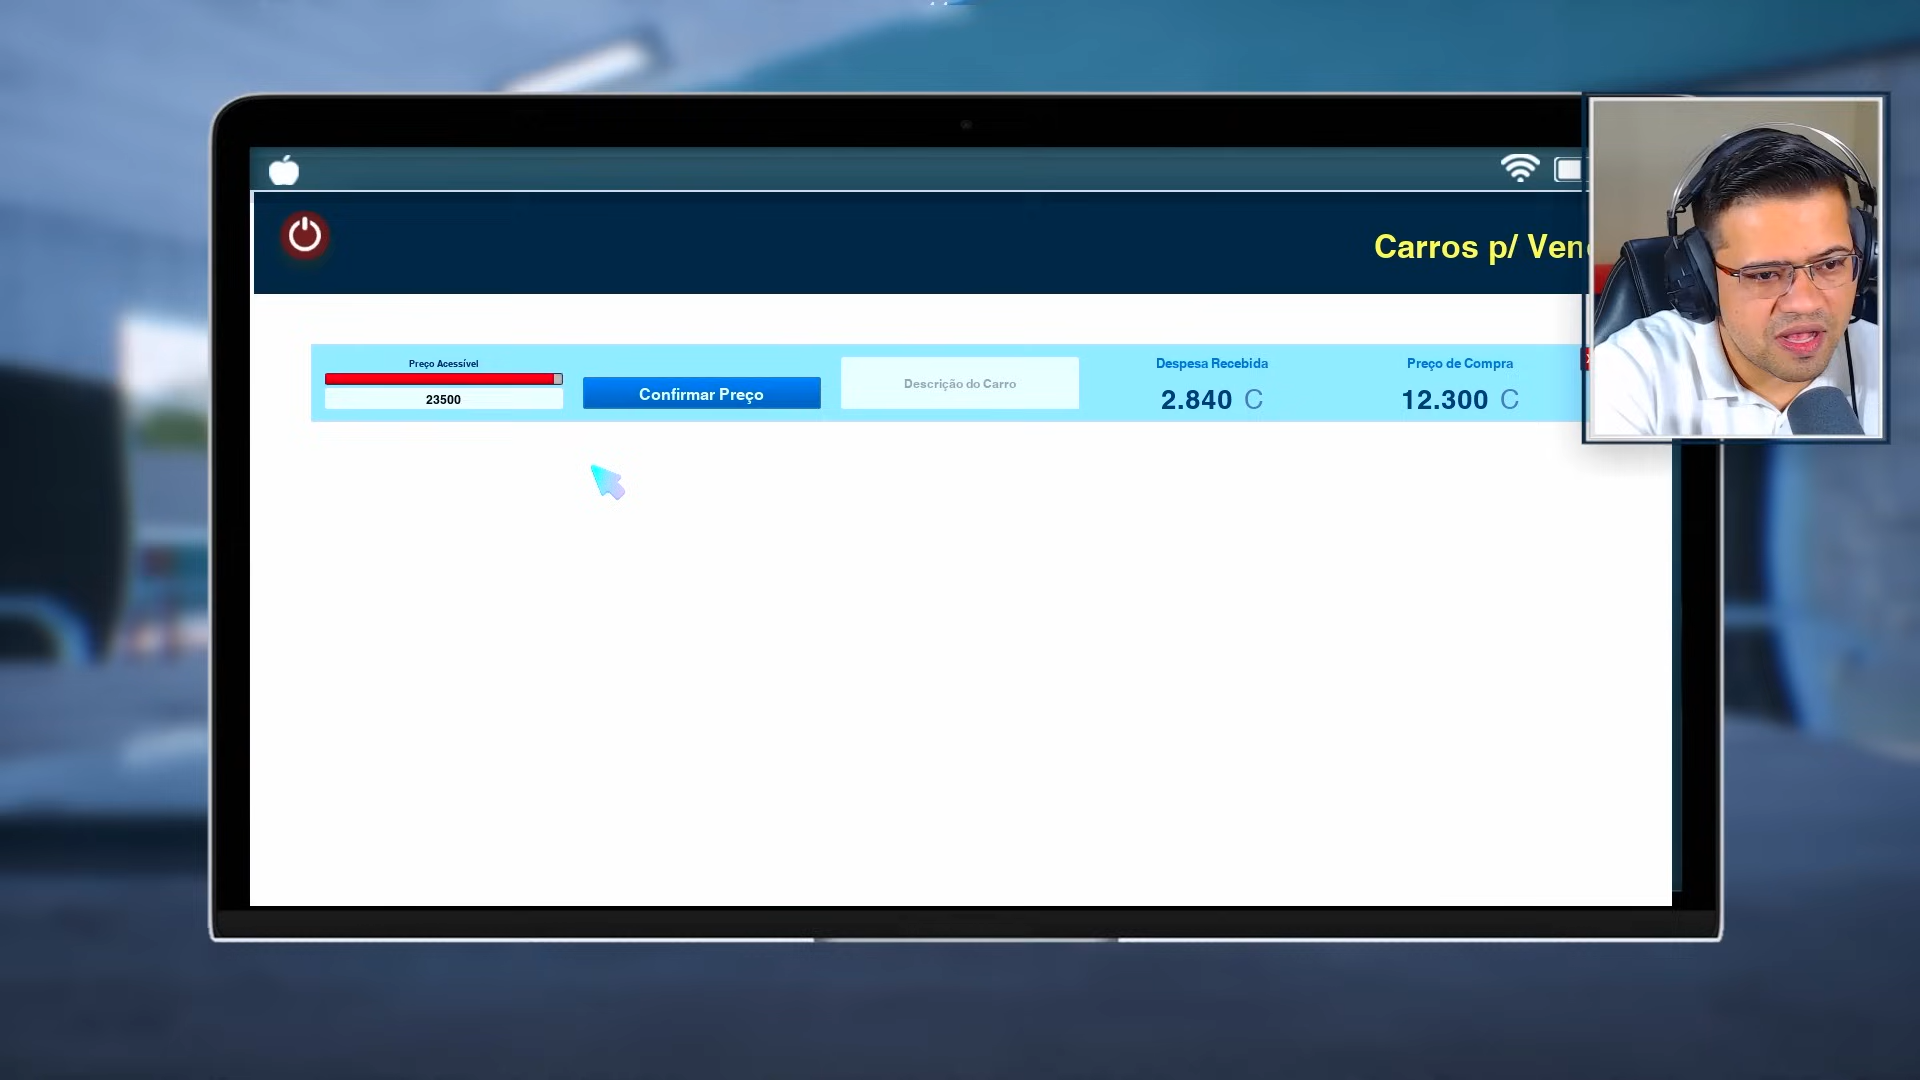 Carros p/ Ven
Preço Acessível
23500
Confirmar Preço
Descrição do Carro
Despesa Recebida
2.840 C
Preço de Compra
12.300 C